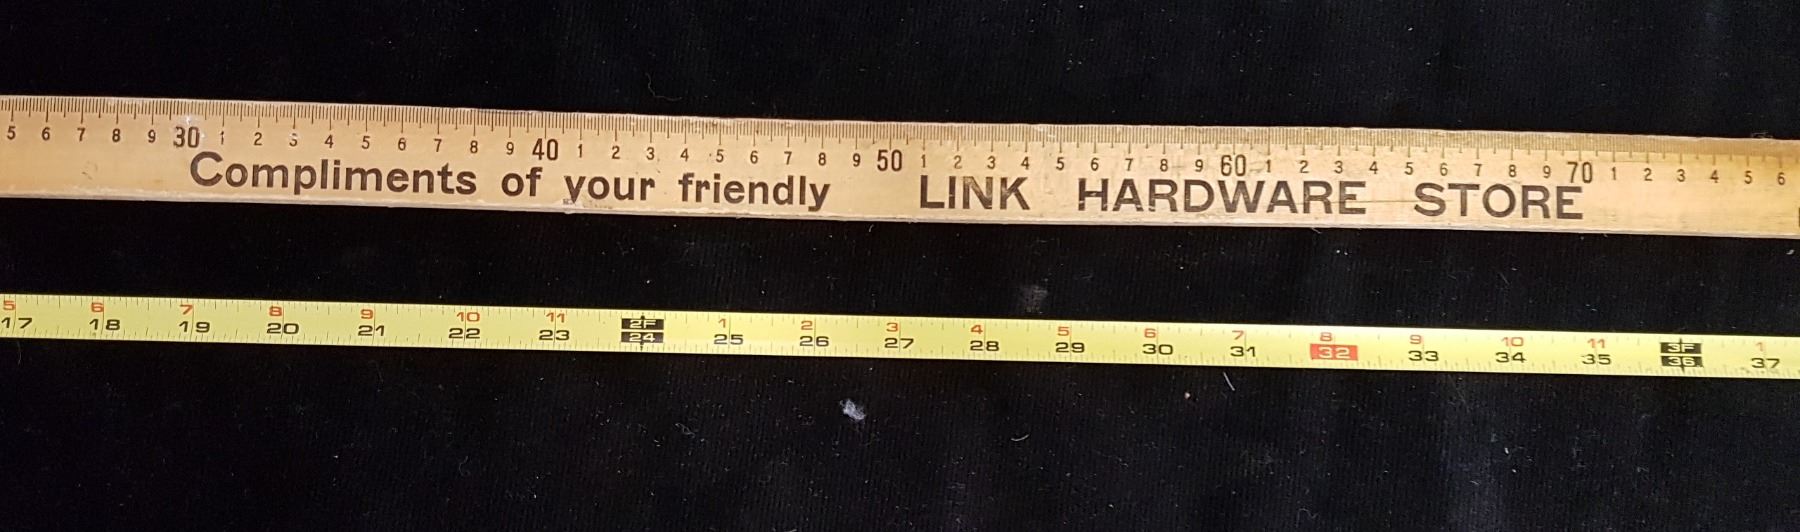 5 6 7 8 9 30 1 2 3 4 5 6 7 8 9 40 1 2 3 4 5 6 7 8 9 50 1 2 3 4 5 6 7 8 9 60 1 2 3 4 5 6 7 8 9 70 1 2 3 4 5 6
Compliments of your friendly LINK HARDWARE STORE
5 6 7 8 9 10 11 2F 1 2 3 4 5 6 7 8 9 10 11 3F 1
17 18 19 20 21 22 23 24 25 26 27 28 29 30 31 32 33 34 35 36 37